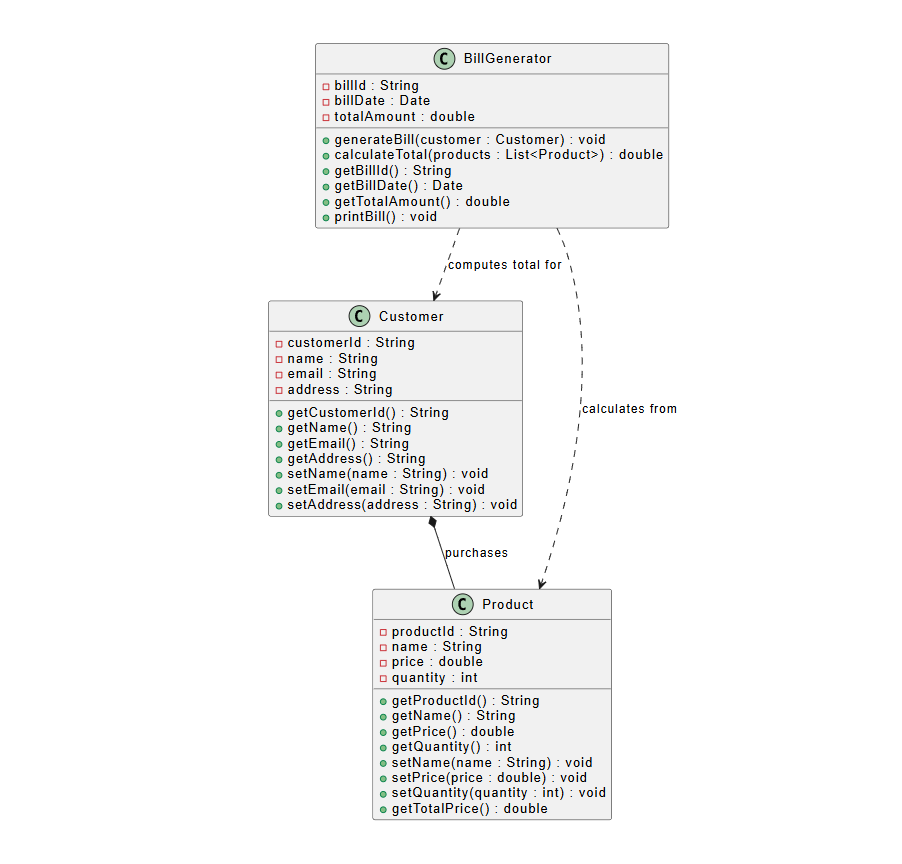 C BillGenerator
billId : String
billDate : Date
totalAmount : double
generateBill(customer : Customer) : void
calculateTotal(products : List<Product>) : double
getBillId() : String
getBillDate() : Date
getTotalAmount() : double
printBill() : void
computes total for
C Customer
customerId : String
name : String
email : String
address : String
calculates from
getCustomerId() : String
getName() : String
getEmail() : String
getAddress() : String
setName(name : String) : void
setEmail(email : String) : void
setAddress(address : String) : void
purchases
C Product
productId : String
name : String
price : double
quantity : int
getProductId() : String
getName() : String
getPrice() : double
getQuantity() : int
setName(name : String) : void
setPrice(price : double) : void
setQuantity(quantity : int) : void
getTotalPrice() : double